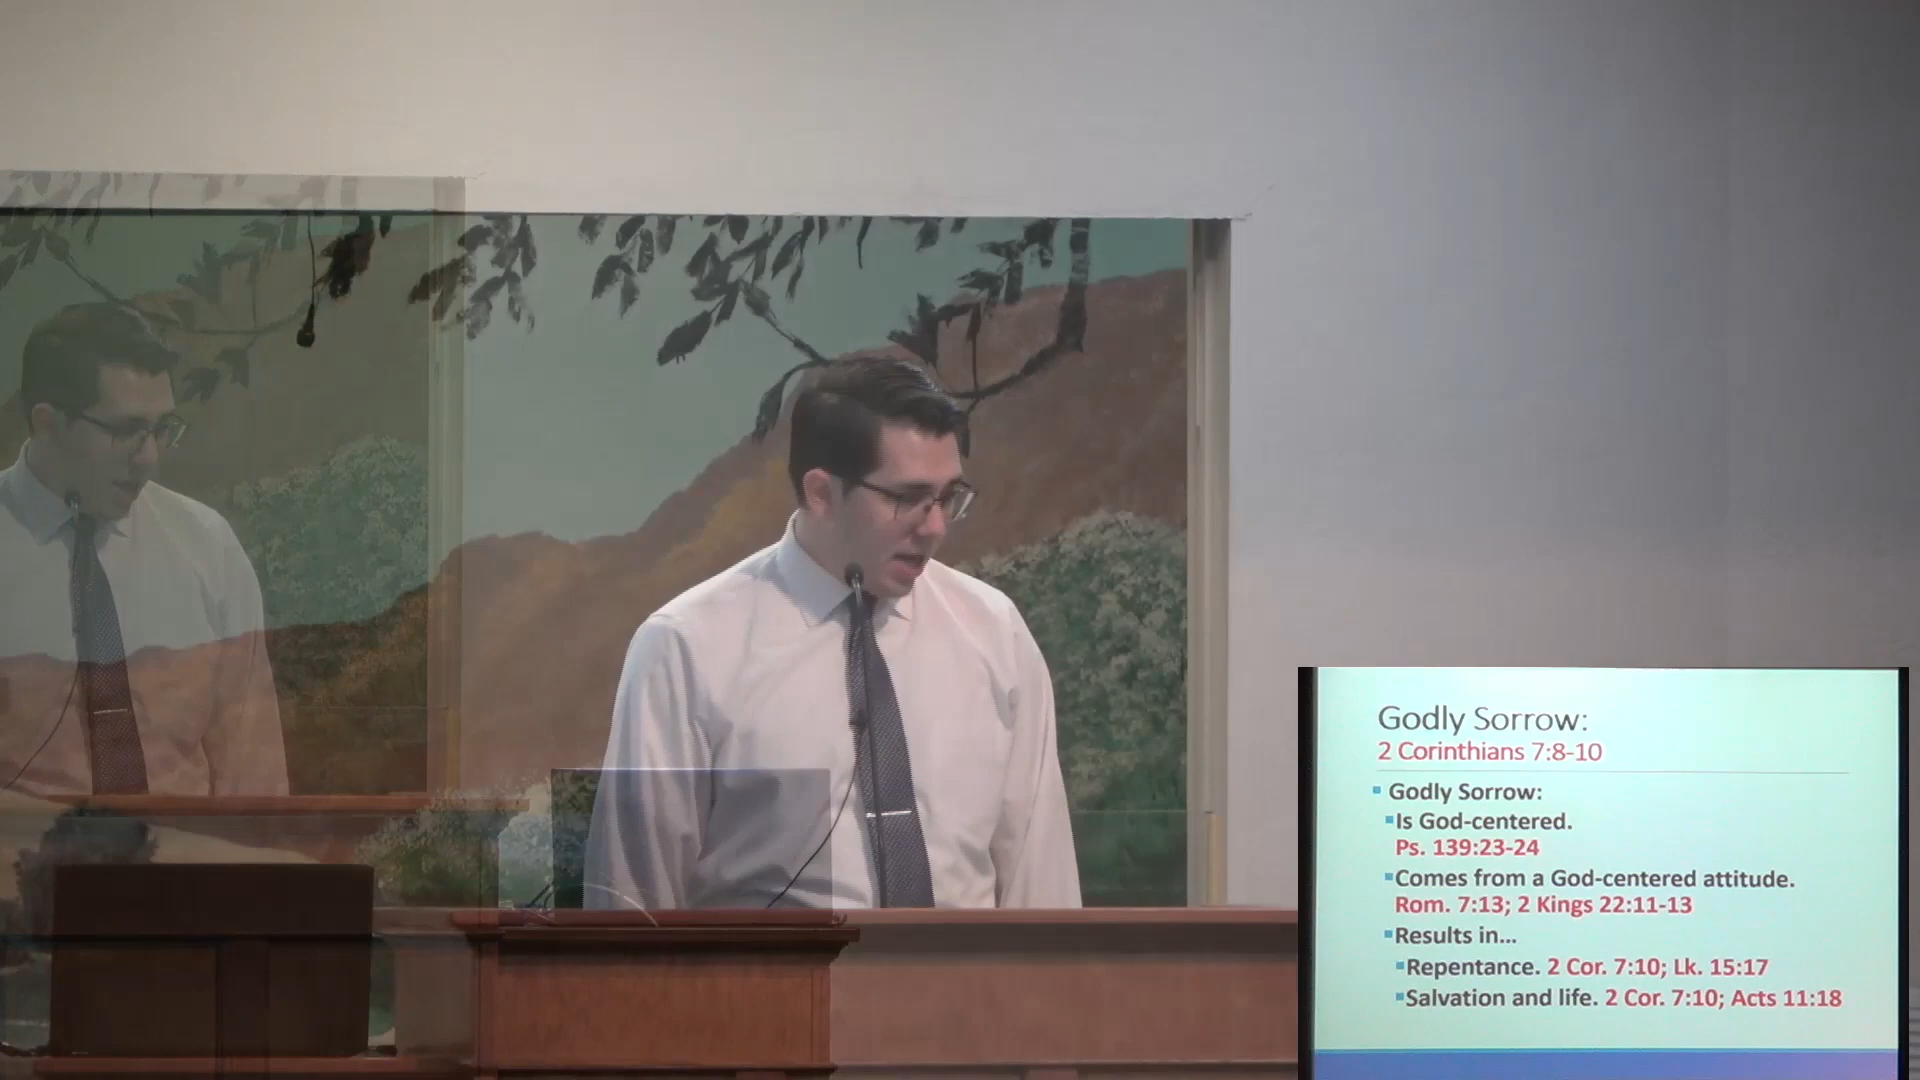 Godly Sorrow:
2 Corinthians 7:8-10
Godly Sorrow:
Is God-centered.
Ps. 139:23-24
Comes from a God-centered attitude.
Rom. 7:13; 2 Kings 22:11-13
Results in...
Repentance. 2 Cor. 7:10; Lk. 15:17
Salvation and life. 2 Cor. 7:10; Acts 11:18